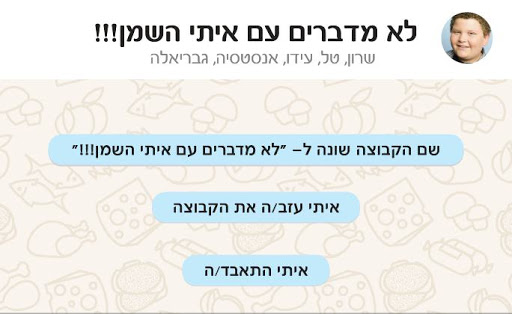 לא מדברים עם איתי השמן!!!
שרון, טל, עידו, אנסטסיה, גבריאלה
שם הקבוצה שונה ל- "לא מדברים עם איתי השמן!!!"
איתי עזב/ה את הקבוצה
איתי התאבד/ה